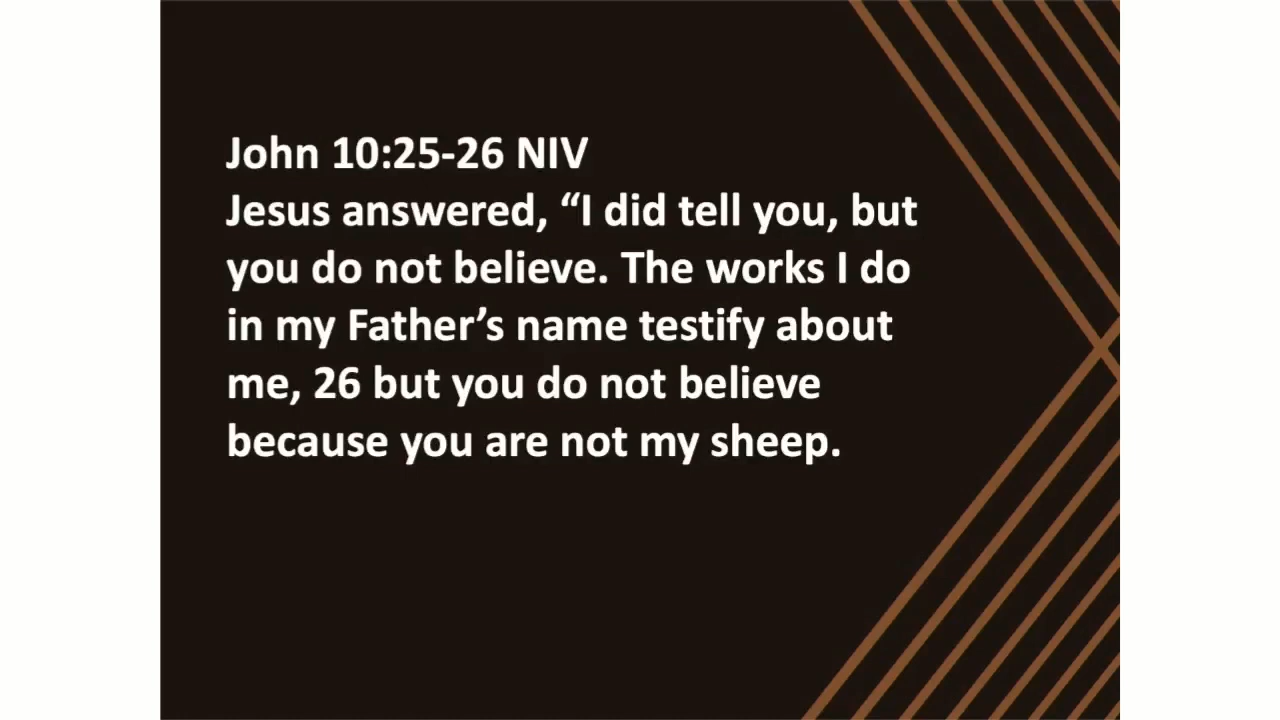 John 10:25-26 NIV
Jesus answered, “I did tell you, but
you do not believe. The works I do
in my Father’s name testify about
me, 26 but you do not believe
because you are not my sheep.